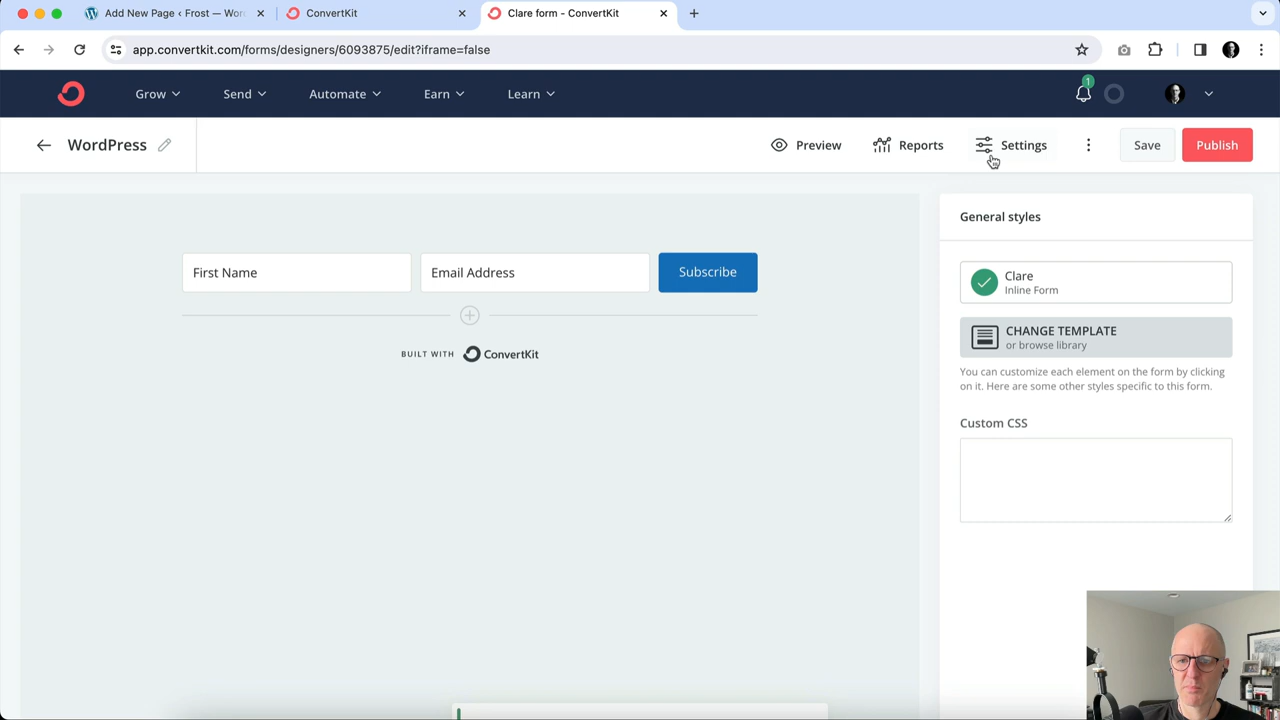 Add New Page ‹ Frost — Wor
ConvertKit
Clare form - ConvertKit
app.convertkit.com/forms/designers/6093875/edit?iframe=false
Grow
Send
Automate
Earn
Learn
1
WordPress
Preview
Reports
Settings
Save
Publish
General styles
First Name
Email Address
Subscribe
Clare
Inline Form
CHANGE TEMPLATE
or browse library
BUILT WITH ConvertKit
You can customize each element on the form by clicking
on it. Here are some other styles specific to this form.
Custom CSS